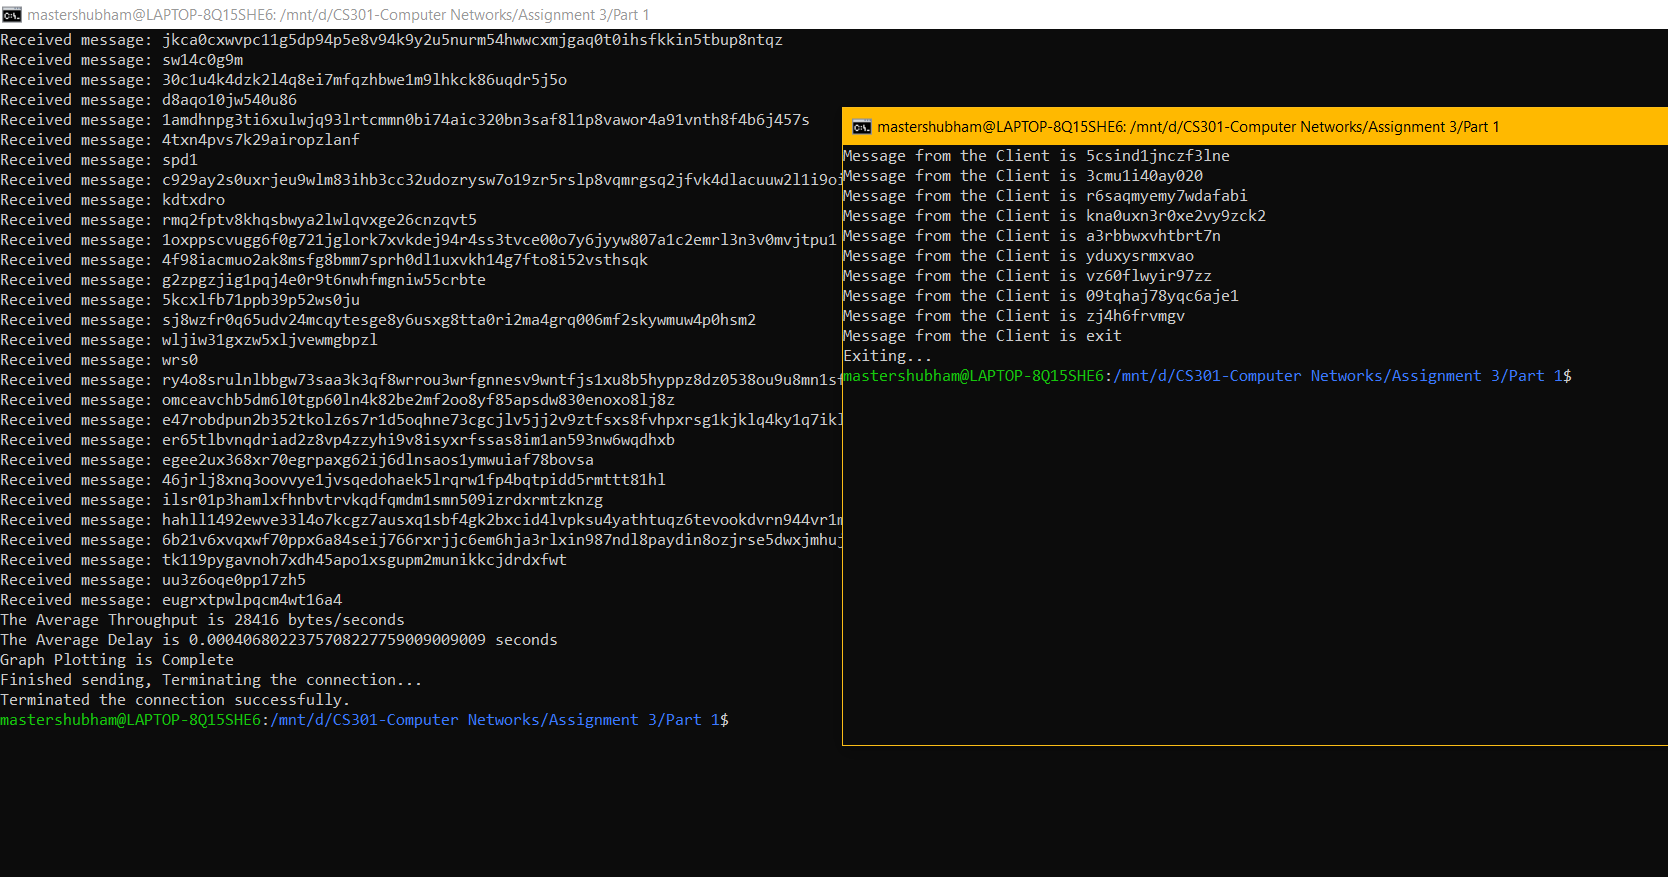 mastershubham@LAPTOP-8Q15SHE6: /mnt/d/CS301-Computer Networks/Assignment 3/Part 1
Received message: jkca0cxwvpc11g5dp94p5e8v94k9y2u5nurm54hwwcxmjgaq0t0ihsfkkin5tbup8ntqz
Received message: sw14c0g9m
Received message: 30c1u4k4dzk2l4q8ei7mfqzhbwe1m9lhkck86uqdr5j5o
Received message: d8aqo10jw540u86
Received message: 1amdhnpg3ti6xulwjq93lrtcmmn0bi74aic320bn3saf8l1p8vawor4a91vnth8f4b6j457s
Received message: 4txn4pvs7k29airopzlanf
Received message: spd1
Received message: c929ay2s0uxrjeu9wlm83ihb3cc32udozrysw7o19zr5rslp8vqmrgsq2jfvk4dlacuuw2l1i9o
Received message: kdtxdro
Received message: rmq2fptv8khqsbwya2lwlqvxge26cnzqvt5
Received message: 1oxppscvugg6f0g721jglork7xvkdej94r4ss3tvce00o7y6jyyw807a1c2emrl3n3v0mvjtpu1
Received message: 4f98iacmuo2ak8msfg8bmm7sprh0dl1uxvkh14g7fto8i52vsthsqk
Received message: g2zpgzjig1pqj4e0r9t6nwhfmgniw55crbte
Received message: 5kcxlfb71ppb39p52ws0ju
Received message: sj8wzfr0q65udv24mcqytesge8y6usxg8tta0ri2ma4grq006mf2skywmuw4p0hsm2
Received message: wljiw31gxzw5xljvewmgbpzl
Received message: wrs0
Received message: ry4o8srulnlbbgw73saa3k3qf8wrrou3wrfgnnesv9wntfjs1xu8b5hyppz8dz0538ou9u8mn1s
Received message: omceavchb5dm6l0tgp60ln4k82be2mf2oo8yf85apsdw830enoxo8lj8z
Received message: e47robdpun2b352tkolz6s7r1d5oqhne73cgcjlv5jj2v9ztfsxs8fvhpxrsg1kjklq4ky1q7ik
Received message: er65tlbvnqdriad2z8vp4zzyhi9v8isyxrfssas8im1an593nw6wqdhxb
Received message: egee2ux368xr70egrpaxg62ij6dlnsaos1ymwuiaf78bovsa
Received message: 46jrlj8xnq3oovvye1jvsqedohaek5lrqrw1fp4bqtpidd5rmttt81hl
Received message: ilsr01p3hamlxfhnbvtrvkqdfqmdm1smn509izrdxrmtzknzg
Received message: hahll1492ewve33l4o7kcgz7ausxq1sbf4gk2bxcid4lvpksu4yathtuqz6tevookdvrn944vr1
Received message: 6b21v6xvqxwf70ppx6a84seij766rxrjjc6em6hja3rlxin987ndl8paydin8ozjrse5dwxjmhu
Received message: tk119pygavnoh7xdh45apo1xsgupm2munikkcjdrdxfwt
Received message: uu3z6oqe0pp17zh5
Received message: eugrxtpwlpqcm4wt16a4
The Average Throughput is 28416 bytes/seconds
The Average Delay is 0.0004068022375708227759009009009 seconds
Graph Plotting is Complete
Finished sending, Terminating the connection...
Terminated the connection successfully.
mastershubham@LAPTOP-8Q15SHE6:/mnt/d/CS301-Computer Networks/Assignment 3/Part 1$
mastershubham@LAPTOP-8Q15SHE6: /mnt/d/CS301-Computer Networks/Assignment 3/Part 1
Message from the Client is 5csind1jnczf3lne
Message from the Client is 3cmu1i40ay020
Message from the Client is r6saqmyemy7wdafabi
Message from the Client is kna0uxn3r0xe2vy9zck2
Message from the Client is a3rbbwxvhtbrt7n
Message from the Client is yduxysrmxvao
Message from the Client is vz60flwyir97zz
Message from the Client is 09tqhaj78yqc6aje1
Message from the Client is zj4h6frvmgv
Message from the Client is exit
Exiting...
mastershubham@LAPTOP-8Q15SHE6:/mnt/d/CS301-Computer Networks/Assignment 3/Part 1$